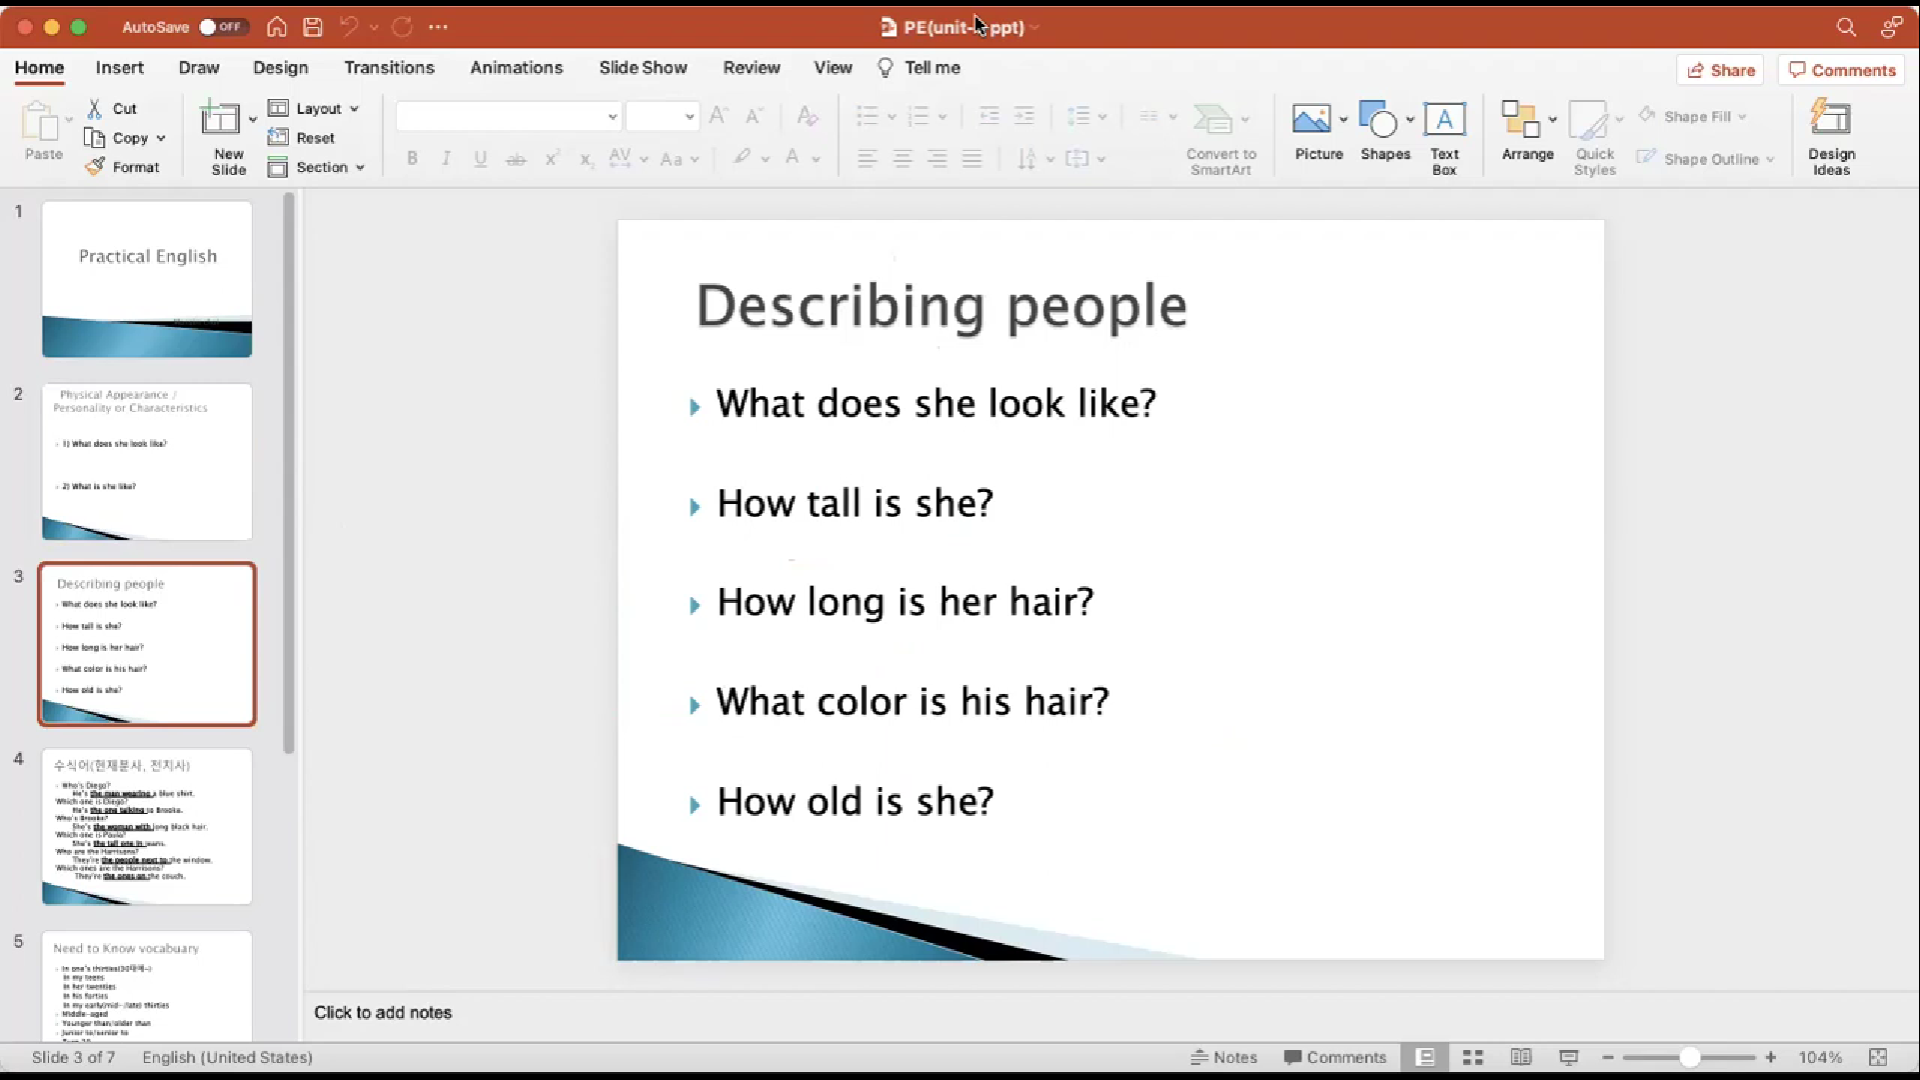 AutoSave OFF
PE(unit- ppt)
Home Insert Draw Design Transitions Animations Slide Show Review View Tell me
Share Comments
Paste
Cut
Copy
Format
New Slide
Layout
Reset
Section
B I U ab x² x₂ AV Aa A
Convert to SmartArt
Picture
Shapes
Text Box
Arrange
Quick Styles
Shape Fill
Shape Outline
Design Ideas
1
Practical English
2
Physical Appearance /
Personality or Characteristics
1) What does she look like?
2) What is she like?
3
Describing people
What does she look like?
How tall is she?
How long is her hair?
What color is his hair?
How old is she?
4
수식어(현재분사, 전치사)
Who's Diego?
He's the man wearing a blue shirt.
Which one is Diego?
He's the one talking to Brooke.
Who's Brooke?
She's the woman with long black hair.
Which one is Paula?
She's the tall one in jeans.
Who are the Harrisons?
They're the people next to the window.
Which ones are the Harrisons?
They're the ones on the couch.
5
Need to Know vocabuary
In one's thirties(30대에~)
In my teens
In her twenties
In his forties
In my early(mid-/late) thirties
Middle-aged
Younger than/older than
Junior to/senior to
Describing people
What does she look like?
How tall is she?
How long is her hair?
What color is his hair?
How old is she?
Click to add notes
Slide 3 of 7 English (United States)
Notes Comments 104%